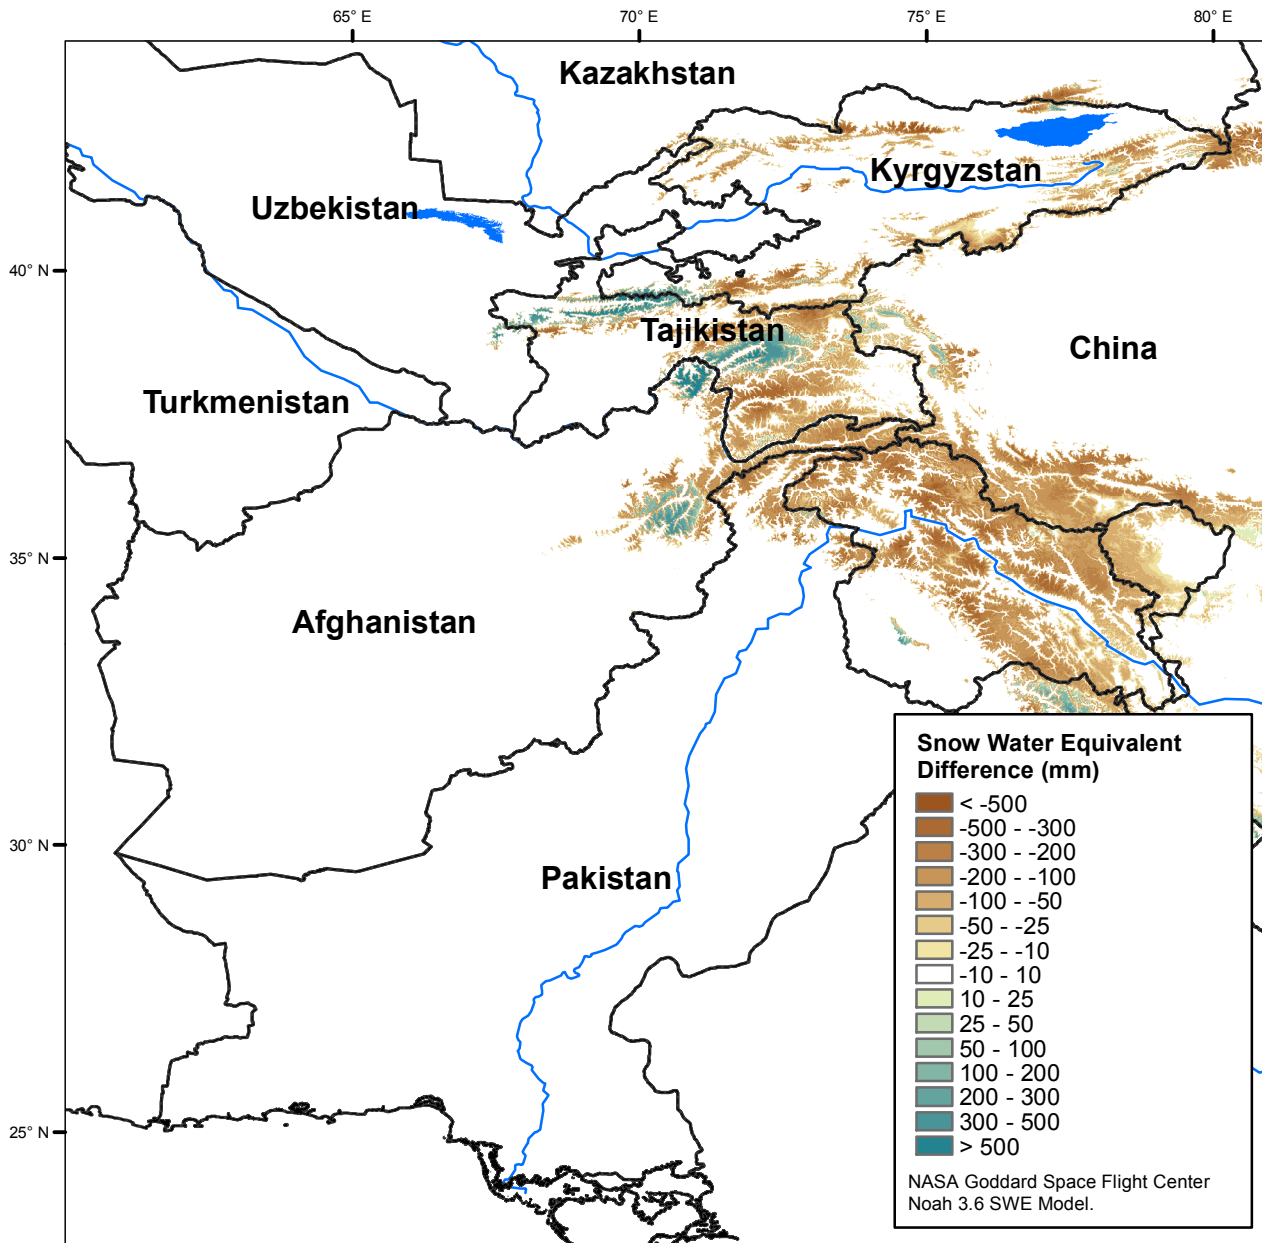 65° E
70° E
75° E
80° E
Kazakhstan
Kyrgyzstan
Uzbekistan
40° N
Tajikistan
China
Turkmenistan
35° N
Afghanistan
30° N
Pakistan
25° N
Snow Water Equivalent
Difference (mm)
< -500
-500 - -300
-300 - -200
-200 - -100
-100 - -50
-50 - -25
-25 - -10
-10 - 10
10 - 25
25 - 50
50 - 100
100 - 200
200 - 300
300 - 500
> 500
NASA Goddard Space Flight Center
Noah 3.6 SWE Model.